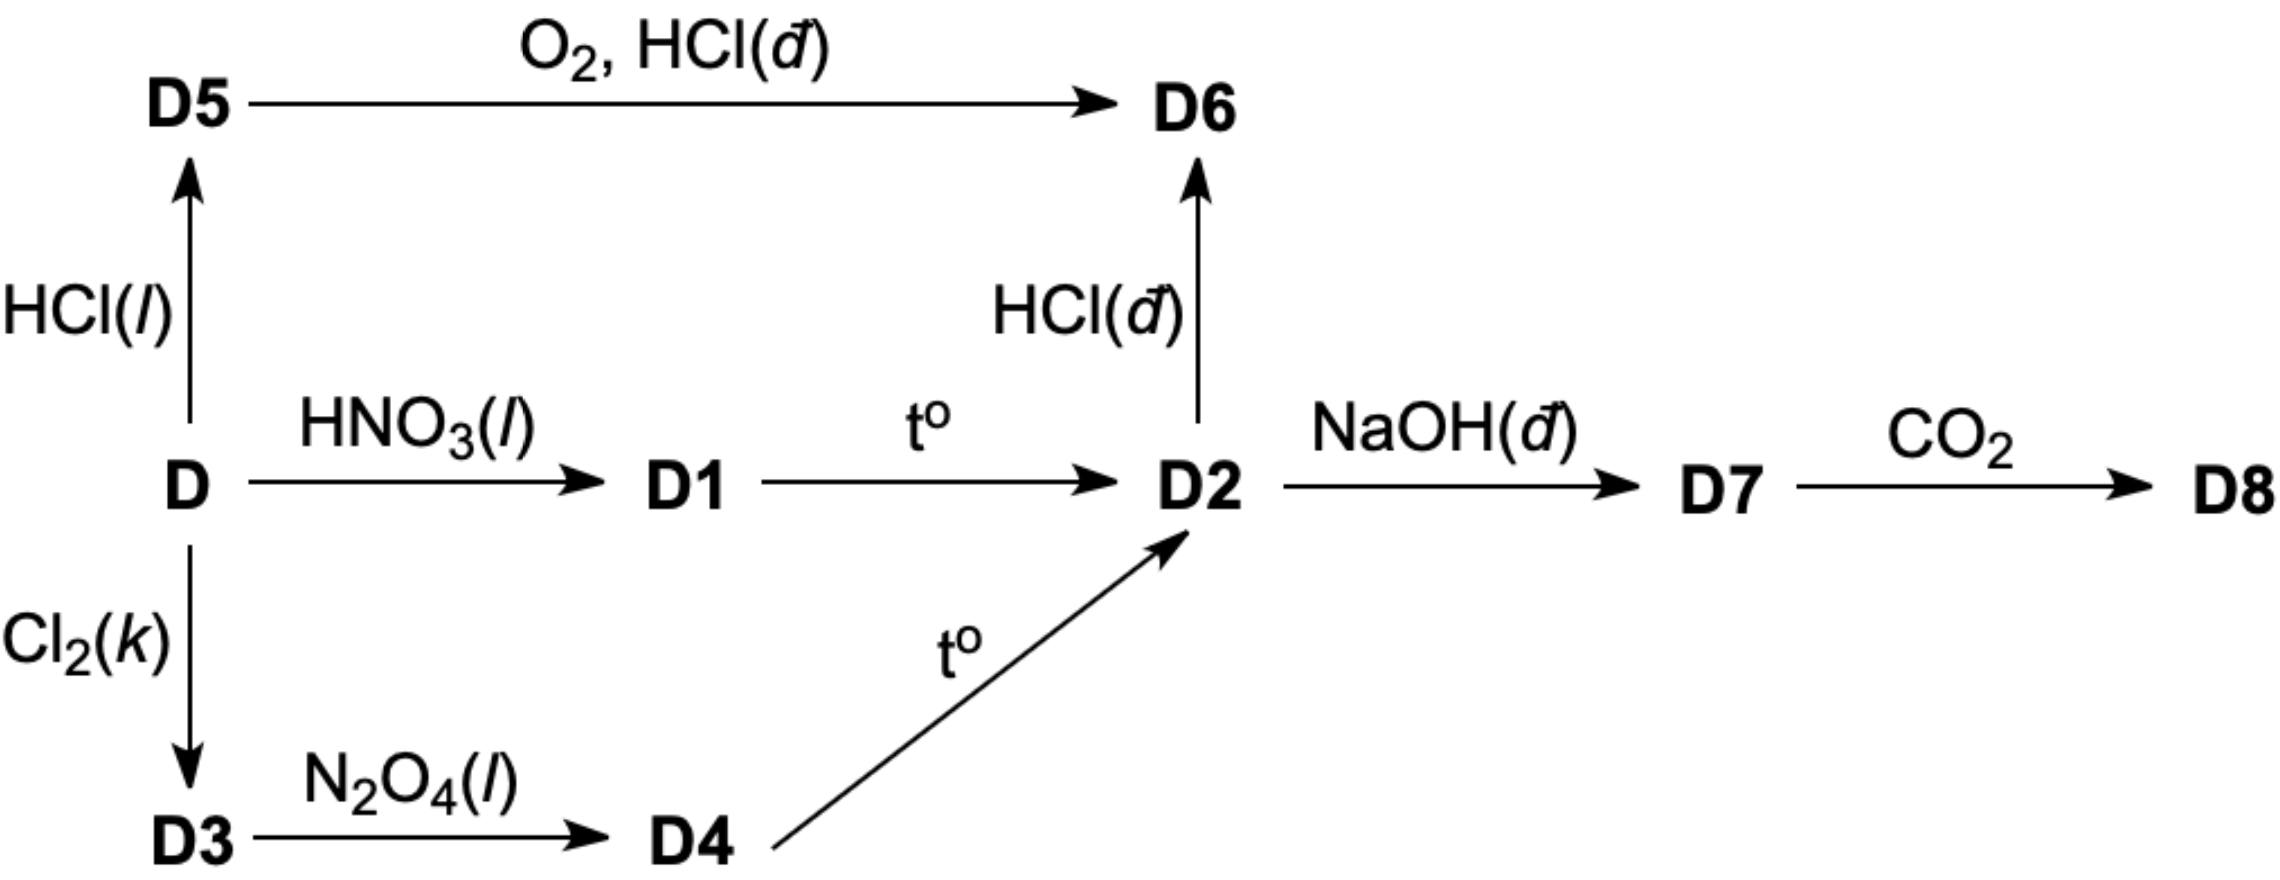 O₂, HCl(đ)
D5 D6
HCl(l) HCl(đ)
HNO₃(l) tº NaOH(đ) CO₂
D D1 D2 D7 D8
Cl₂(k) tº
N₂O₄(l)
D3 D4